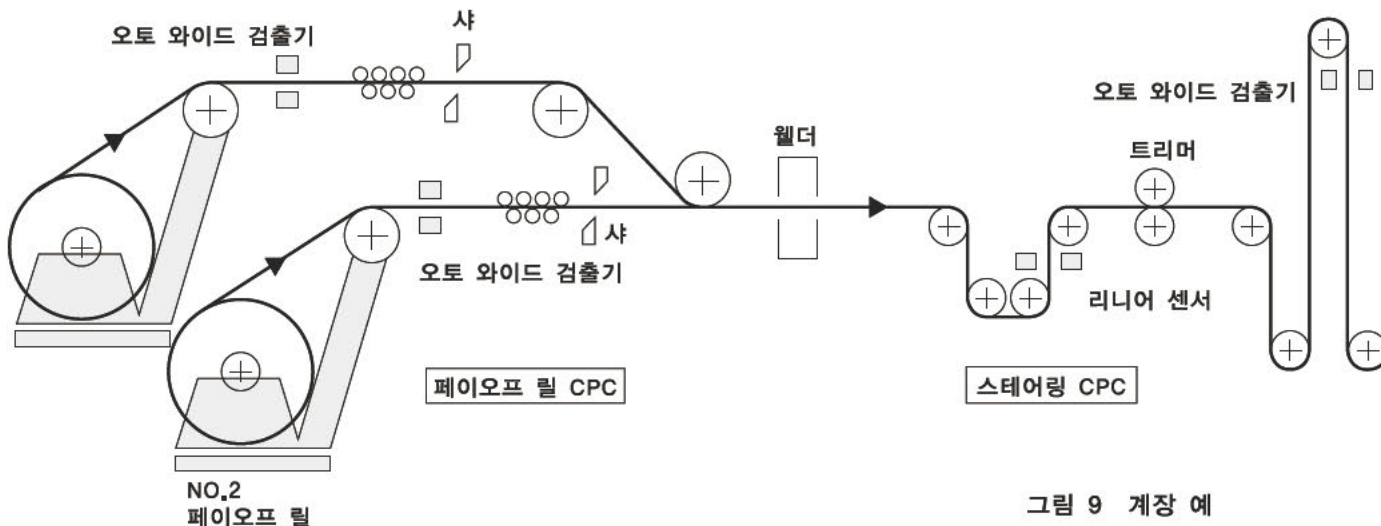 샤
오토 와이드 검출기
오토 와이드 검출기
웰더
트리머
샤
오토 와이드 검출기
리니어 센서
페이오프 릴 CPC
스테어링 CPC
NO.2
페이오프 릴
그림 9 계장 예